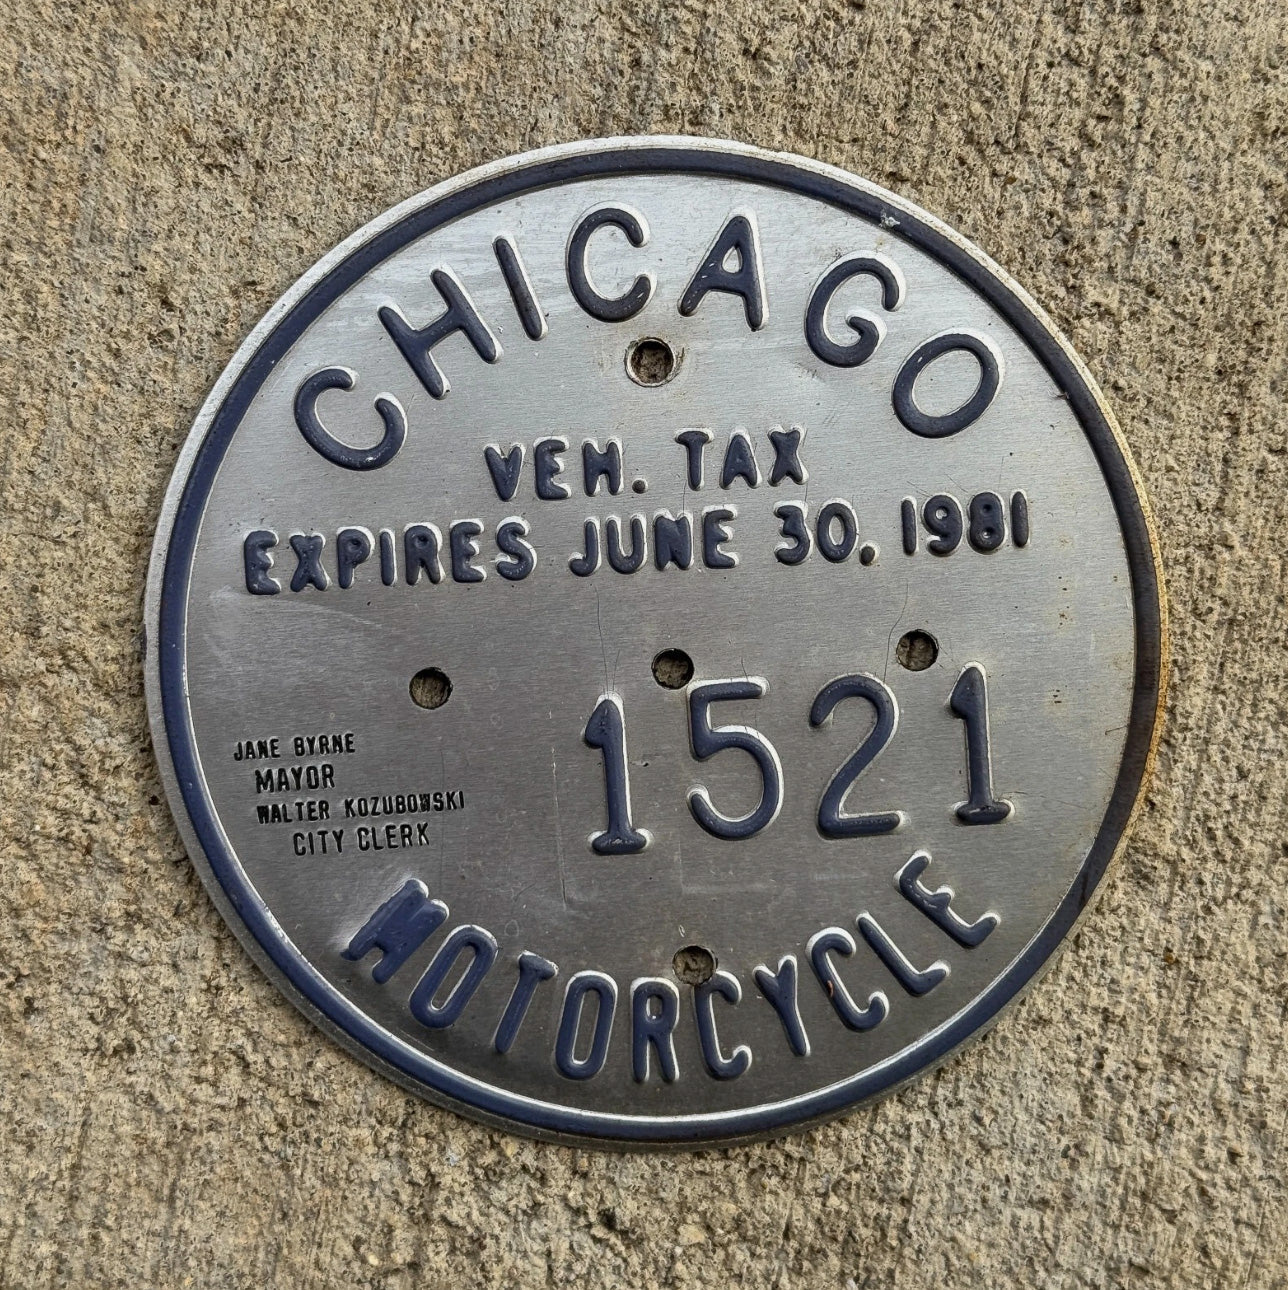 CHICAGO
VEH. TAX
EXPIRES JUNE 30. 1981
1521
JANE BYRNE
MAYOR
WALTER KOZUBOWSKI
CITY CLERK
MOTORCYCLE